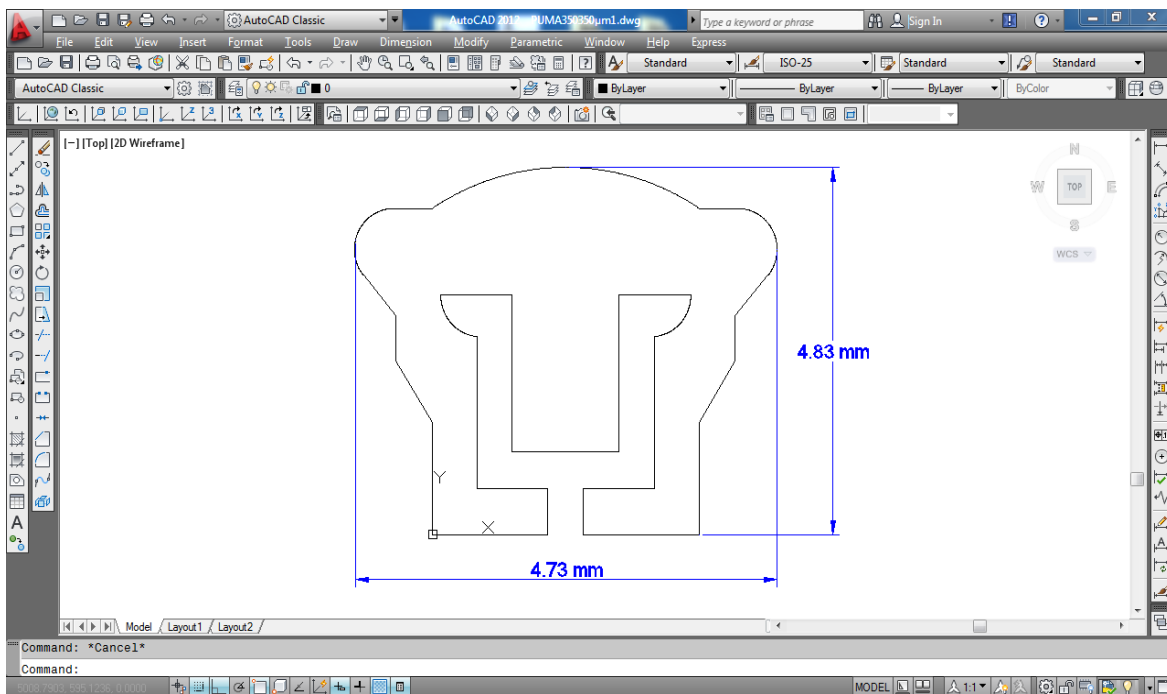 AutoCAD Classic
AutoCAD 2012 PUMA350350µm1.dwg
Type a keyword or phrase
Sign In
File Edit View Insert Format Tools Draw Dimension Modify Parametric Window Help Express
Standard ISO-25 Standard Standard
AutoCAD Classic 0 ByLayer ByLayer ByLayer ByColor
[−] [Top] [2D Wireframe]
N
W TOP E
S
WCS
4.83 mm
Y
X
4.73 mm
Model Layout1 Layout2
Command: *Cancel*
Command:
MODEL 1:1